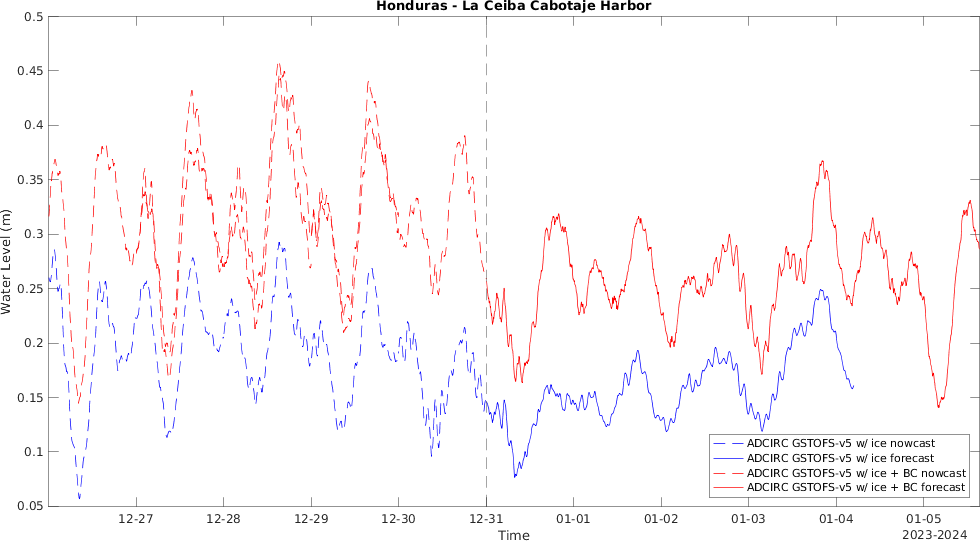 Honduras - La Ceiba Cabotaje Harbor
0.5
0.45
0.4
0.35
0.3
0.25
0.2
0.15
0.1
0.05
Water Level (m)
12-27 12-28 12-29 12-30 12-31 01-01 01-02 01-03 01-04 01-05
Time
2023-2024
ADCIRC GSTOFS-v5 w/ ice nowcast
ADCIRC GSTOFS-v5 w/ ice forecast
ADCIRC GSTOFS-v5 w/ ice + BC nowcast
ADCIRC GSTOFS-v5 w/ ice + BC forecast